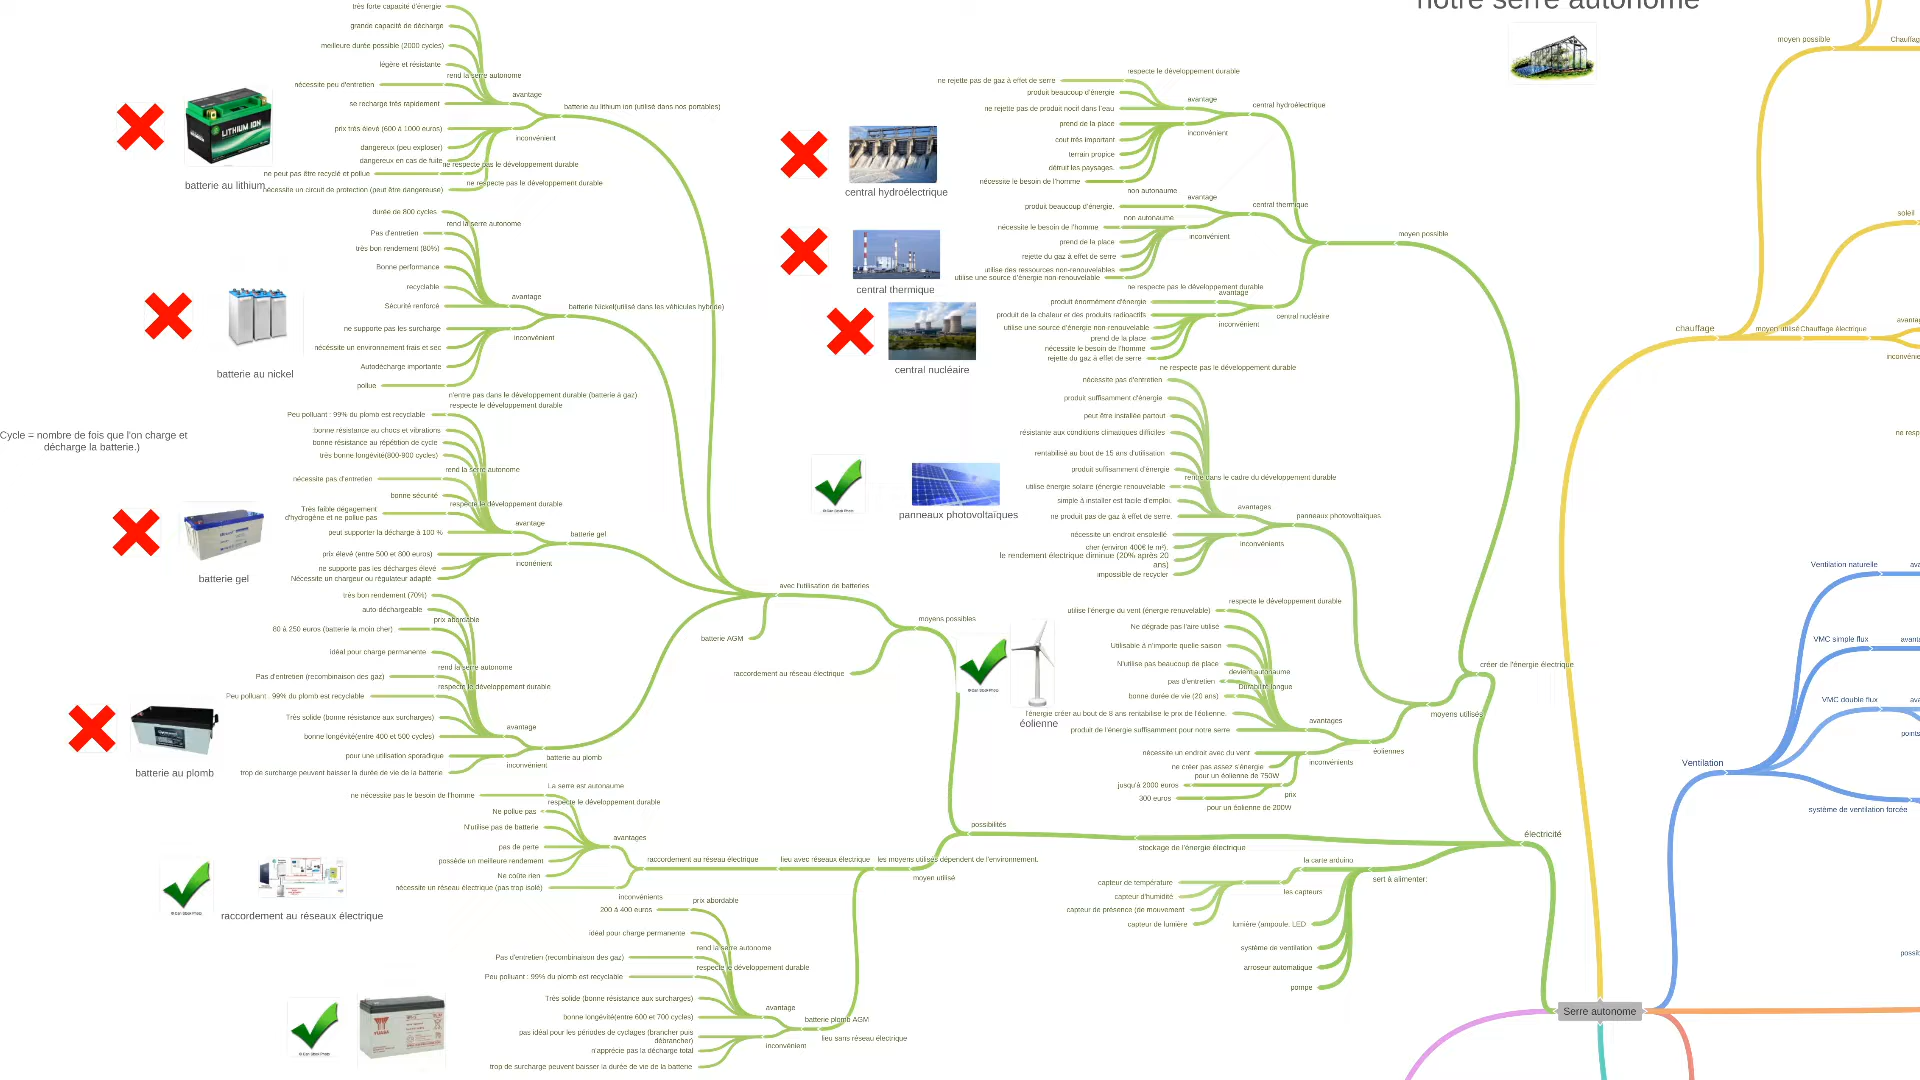 notre serre autonome
très forte capacité d'énergie
grande capacité de décharge
meilleure durée possible (2000 cycles)
légère et résistante
rend la serre autonome
nécessite peu d'entretien
se recharge très rapidement
avantage
batterie au lithium ion (utilisé dans nos portables)
prix très élevé (600 à 1000 euros)
inconvénient
dangereux (peu exploser)
dangereux en cas de fuite
ne respecte pas le développement durable
ne peut pas être recyclé et pollue
ne respecte pas le développement durable
nécessite un circuit de protection (peut être dangereuse)
LITHIUM ION
batterie au lithium
durée de 800 cycles
rend la serre autonome
Pas d'entretien
très bon rendement (80%)
Bonne performance
recyclable
Sécurité renforcé
avantage
batterie Nickel(utilisé dans les véhicules hybride)
ne supporte pas les surcharge
inconvénient
nécéssite un environnement frais et sec
Autodécharge importante
pollue
n'entre pas dans le développement durable (batterie à gaz)
batterie au nickel
Cycle = nombre de fois que l'on charge et
décharge la batterie.)
respecte le développement durable
Peu polluant : 99% du plomb est recyclable
bonne résistance au chocs et vibrations
bonne résistance au répétition de cycle
très bonne longévité(800-900 cycles)
rend la serre autonome
nécessite pas d'entretien
bonne sécurité
respecte le développement durable
Très faible dégagement
d'hydrogène et ne pollue pas
avantage
peut supporter la décharge à 100 %
batterie gel
prix élevé (entre 500 et 800 euros)
inconénient
ne supporte pas les décharges élevé
Nécessite un chargeur ou régulateur adapté
batterie gel
très bon rendement (70%)
auto déchargeable
prix abordable
60 à 250 euros (batterie la moin cher)
idéal pour charge permanente
rend la serre autonome
Pas d'entretien (recombinaison des gaz)
respecte le développement durable
Peu polluant : 99% du plomb est recyclable
Très solide (bonne résistance aux surcharges)
avantage
bonne longévité(entre 400 et 500 cycles)
batterie au plomb
pour une utilisation sporadique
inconvénient
trop de surcharge peuvent baisser la durée de vie de la batterie
batterie au plomb
avec l'utilisation de batteries
batterie AGM
moyens possibles
raccordement au réseau électrique
La serre est autonaume
ne nécessite pas le besoin de l'homme
respecte le développement durable
Ne pollue pas
N'utilise pas de batterie
avantages
pas de perte
possède un meilleure rendement
Ne coûte rien
nécessite un réseau électrique (pas trop isolé)
inconvénients
raccordement au réseau électrique
lieu avec réseaux électrique
les moyens utilisés dépendent de l'environnement.
moyen utilisé
© Can Stock Photo
raccordement au réseaux électrique
prix abordable
200 à 400 euros
idéal pour charge permanente
rend la serre autonome
Pas d'entretien (recombinaison des gaz)
respecte le développement durable
Peu polluant : 99% du plomb est recyclable
Très solide (bonne résistance aux surcharges)
avantage
bonne longévité(entre 600 et 700 cycles)
batterie plomb AGM
pas idéal pour les périodes de cyclages (brancher puis
débrancher)
lieu sans réseau électrique
inconvénient
n'apprécie pas la décharge total
trop de surcharge peuvent baisser la durée de vie de la batterie
© Can Stock Photo
YUASA
respecte le développement durable
ne rejette pas de gaz à effet de serre
produit beaucoup d'énergie
avantage
central hydroélectrique
ne rejette pas de produit nocif dans l'eau
prend de la place
inconvénient
cout très important
terrain propice
détruit les paysages.
nécessite le besoin de l'homme
non autonaume
central hydroélectrique
avantage
produit beaucoup d'énergie.
central thermique
non autonaume
nécessite le besoin de l'homme
inconvénient
prend de la place
rejette du gaz à effet de serre
utilise des ressources non-renouvelables
utilise une source d'énergie non renouvelable
ne respecte pas le développement durable
central thermique
avantage
produit énormément d'énergie
produit de la chaleur et des produits radioactifs
central nucléaire
utilise une source d'énergie non-renouvelable
inconvénient
prend de la place
nécessite le besoin de l'homme
rejette du gaz à effet de serre
ne respecte pas le développement durable
central nucléaire
moyen possible
nécessite pas d'entretien
produit suffisamment d'énergie
peut être installée partout
résistante aux conditions climatiques difficiles
rentabilisé au bout de 15 ans d'utilisation
produit suffisamment d'énergie
rentre dans le cadre du développement durable
utilise énergie solaire (énergie renouvelable
simple à installer est facile d'emploi.
avantages
ne produit pas de gaz à effet de serre.
panneaux photovoltaïques
nécessite un endroit ensoleillé
inconvénients
cher (environ 400€ le m²).
le rendement électrique diminue (20% après 20
ans)
impossible de recycler
© Can Stock Photo
panneaux photovoltaïques
respecte le développement durable
utilise l'énergie du vent (énergie renuvelable)
Ne dégrade pas l'aire utilisé
Utilisable à n'importe quelle saison
N'utilise pas beaucoup de place
devient autonaume
pas d'entretien
Durabilité longue
bonne durée de vie (20 ans)
l'énergie créer au bout de 8 ans rentabilise le prix de l'éolienne.
avantages
produit de l'énergie suffisamment pour notre serre
éoliennes
nécessite un endroit avec du vent
inconvénients
ne créer pas assez s'énergie
pour un éolienne de 750W
jusqu'à 2000 euros
prix
300 euros
pour un éolienne de 200W
© Can Stock Photo
éolienne
moyens utilisés
créer de l'énergie électrique
possibilités
stockage de l'énergie électrique
électricité
la carte arduino
sert à alimenter:
capteur de température
les capteurs
capteur d'humidité
capteur de présence (de mouvement
capteur de lumière
lumière (ampoule, LED
système de ventilation
arroseur automatique
pompe
Serre autonome
moyen possible
Chauffag
soleil
chauffage
moyen utilisé
Chauffage électrique
avantag
inconvénie
ne resp
Ventilation naturelle
ava
VMC simple flux
avanta
VMC double flux
ava
points
Ventilation
système de ventilation forcée
possib